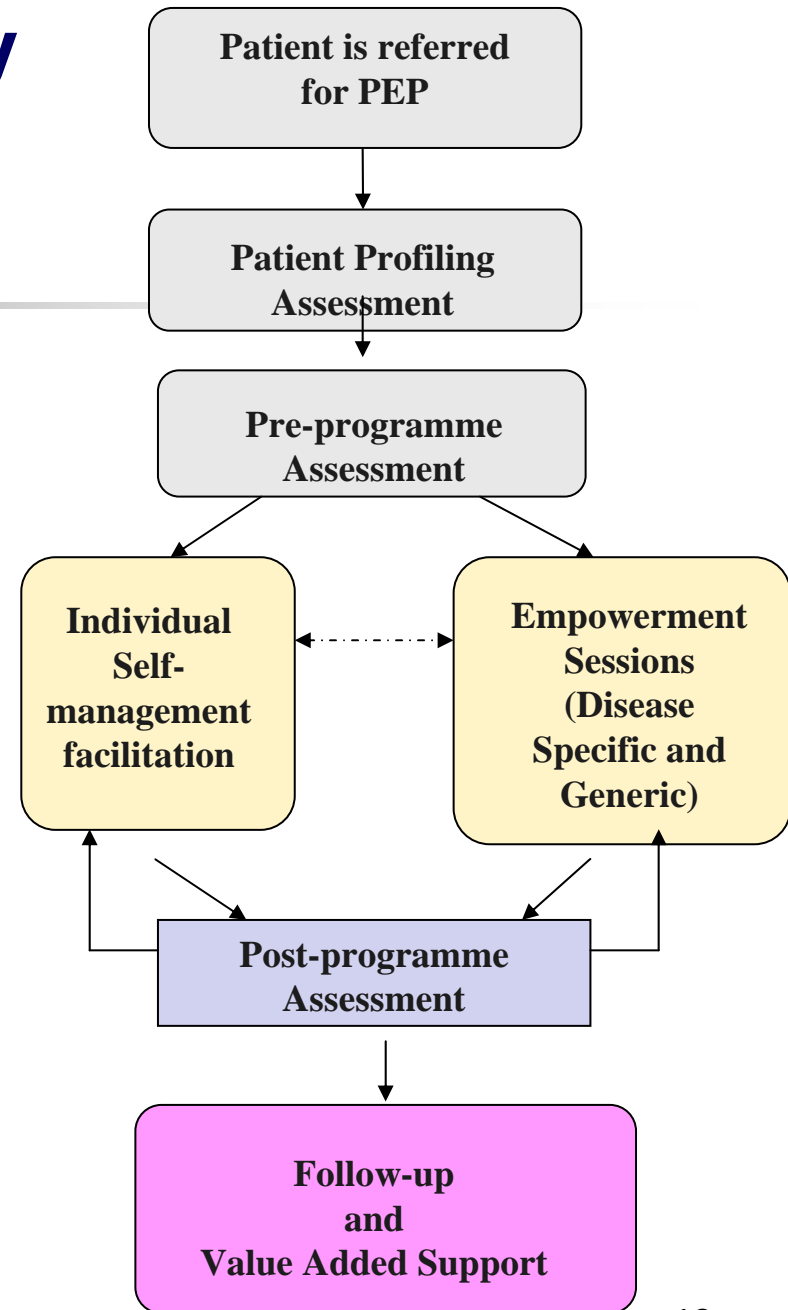 y
Patient is referred
for PEP
Patient Profiling
Assessment
Pre-programme
Assessment
Individual
Self-
management
facilitation
Empowerment
Sessions
(Disease
Specific and
Generic)
Post-programme
Assessment
Follow-up
and
Value Added Support